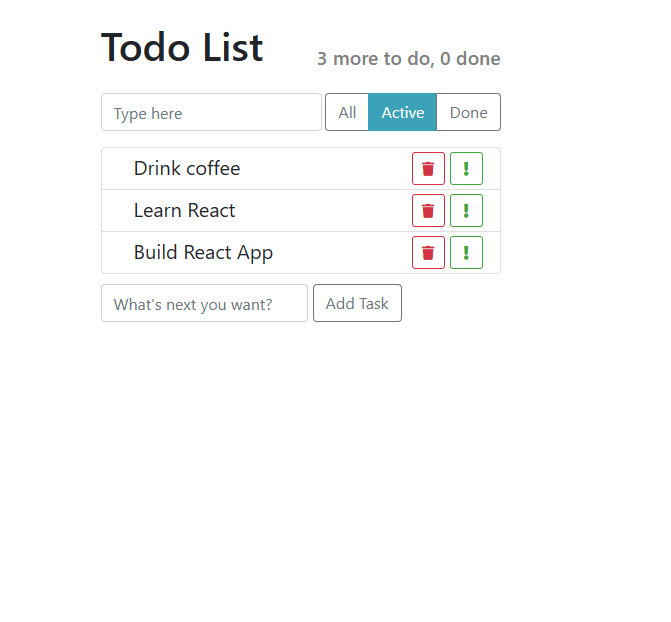 Todo List
3 more to do, 0 done
Type here
All
Active
Done
Drink coffee
Learn React
Build React App
What's next you want?
Add Task